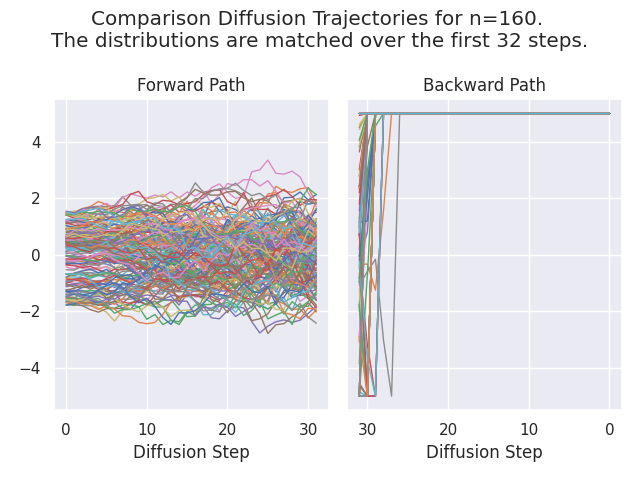 Comparison Diffusion Trajectories for n=160.
The distributions are matched over the first 32 steps.
Forward Path
Backward Path
4
2
0
−2
−4
0 10 20 30
30 20 10 0
Diffusion Step
Diffusion Step